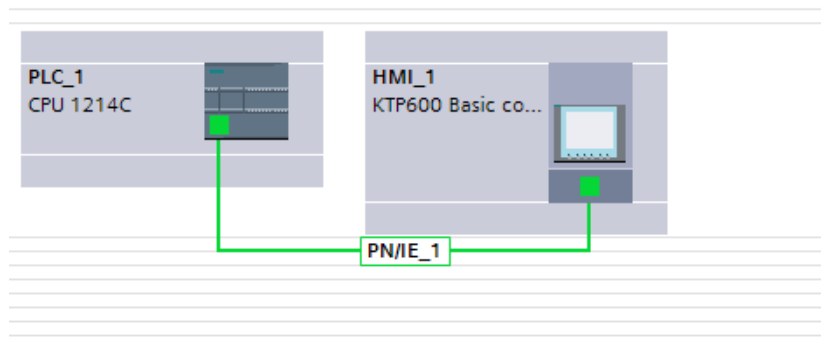 PLC_1
CPU 1214C
HMI_1
KTP600 Basic co...
PN/IE_1